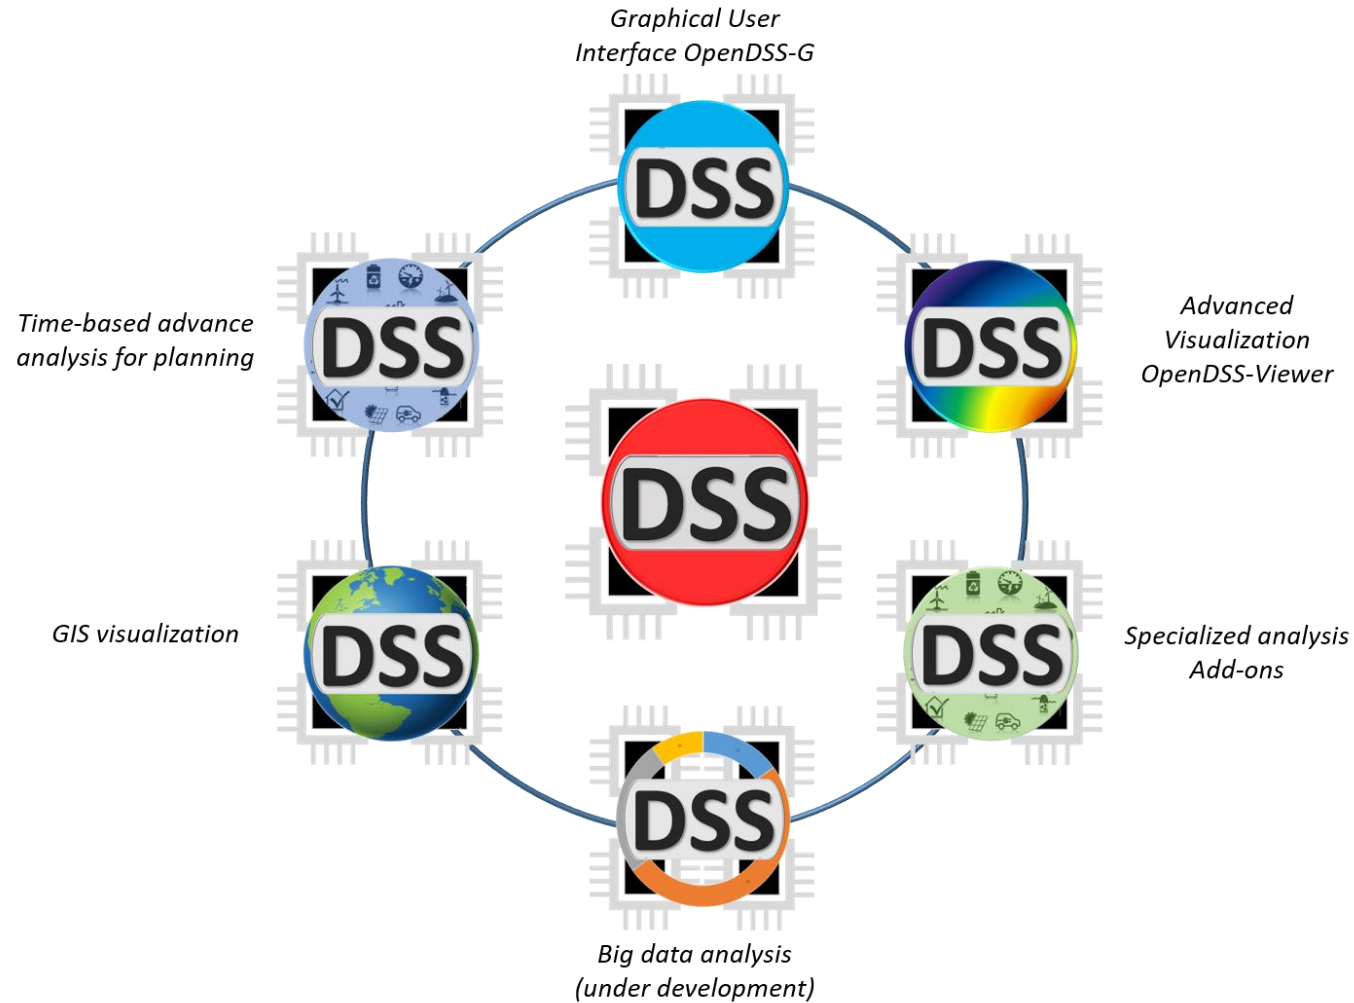 Graphical User
Interface OpenDSS-G
DSS
Time-based advance
analysis for planning
DSS
DSS
Advanced
Visualization
OpenDSS-Viewer
DSS
GIS visualization
DSS
DSS
Specialized analysis
Add-ons
DSS
Big data analysis
(under development)